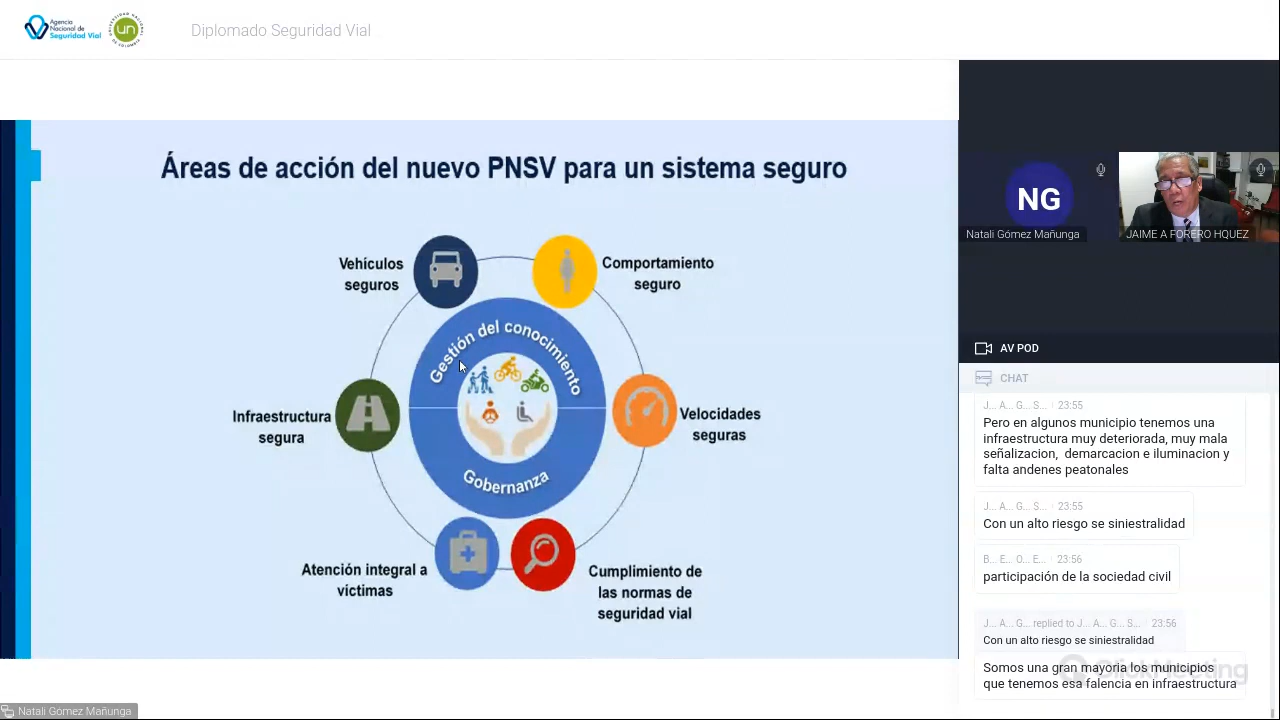 Agencia
Nacional de
Seguridad Vial
un
Diplomado Seguridad Vial
Áreas de acción del nuevo PNSV para un sistema seguro
Vehículos
seguros
Comportamiento
seguro
Gestión del conocimiento
Infraestructura
segura
Velocidades
seguras
Gobernanza
Atención integral a
víctimas
Cumplimiento de
las normas de
seguridad vial
NG
Natali Gómez Mañunga
JAIME A FORERO HQUEZ
AV POD
CHAT
J... A... G... S... 23:55
Pero en algunos municipio tenemos una
infraestructura muy deteriorada, muy mala
señalizacion, demarcacion e iluminacion y
falta andenes peatonales
J... A... G... S... 23:55
Con un alto riesgo se siniestralidad
B... E... O... E... 23:56
participación de la sociedad civil
J... A... G... replied to J... A... G... S... 23:56
Con un alto riesgo se siniestralidad
Somos una gran mayoria los municipios
que tenemos esa falencia en infraestructura
ClickMeeting
Natali Gómez Mañunga